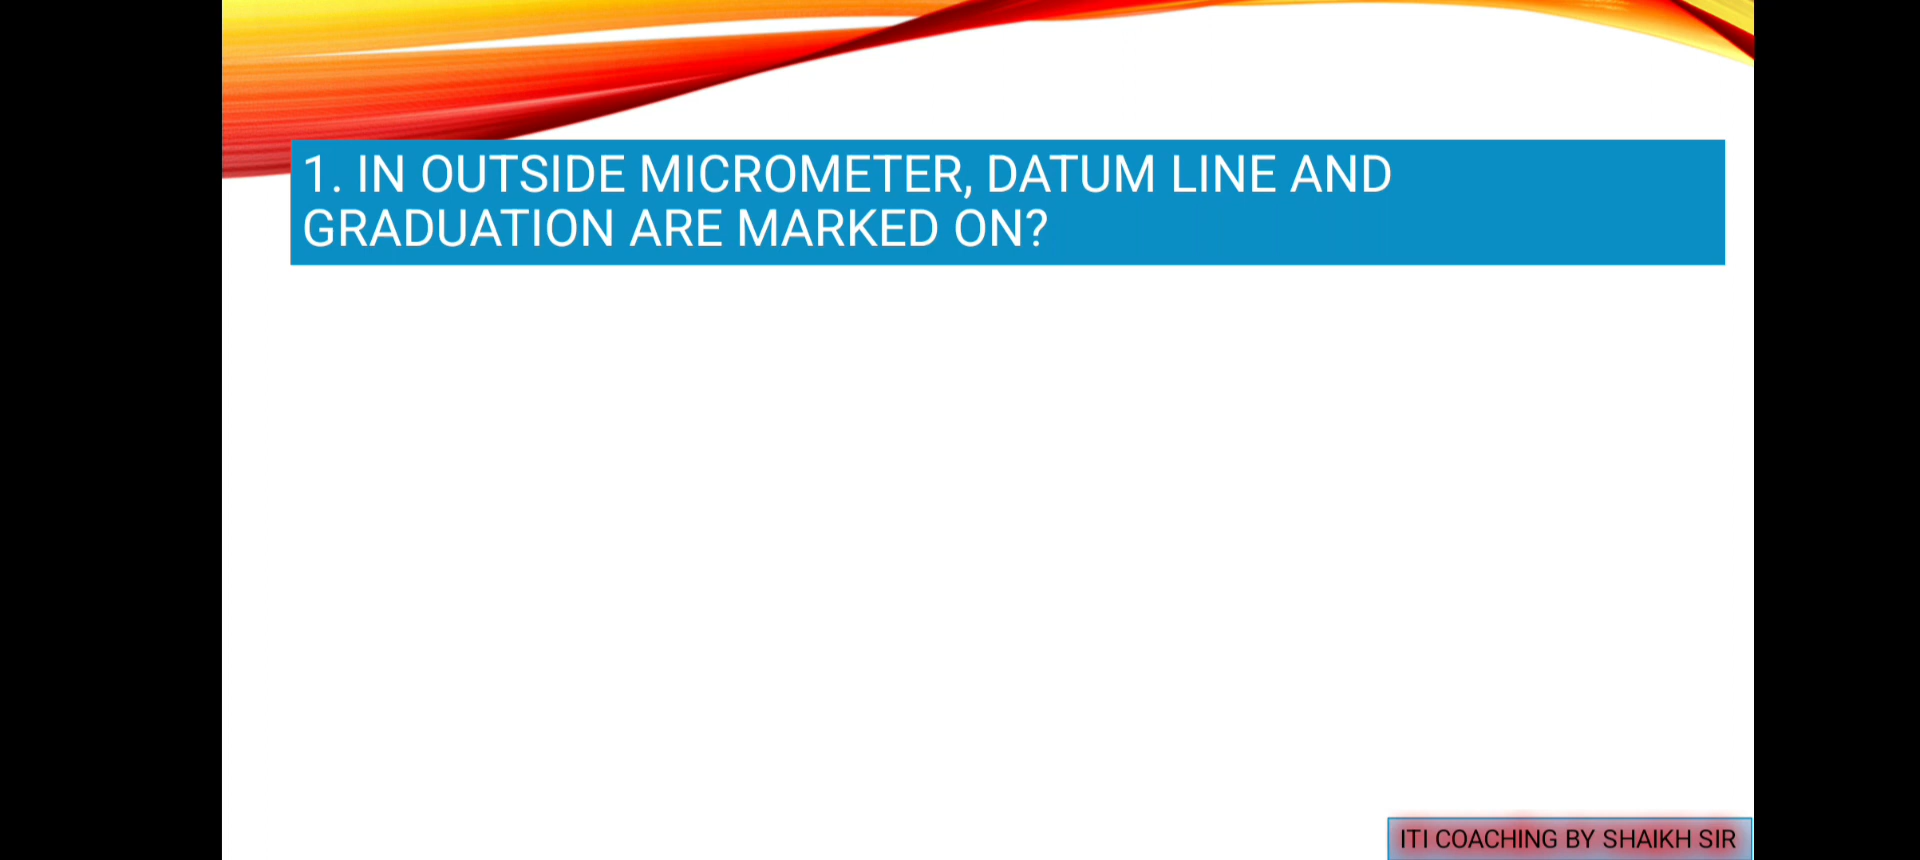 1. IN OUTSIDE MICROMETER, DATUM LINE AND
GRADUATION ARE MARKED ON?
ITI COACHING BY SHAIKH SIR